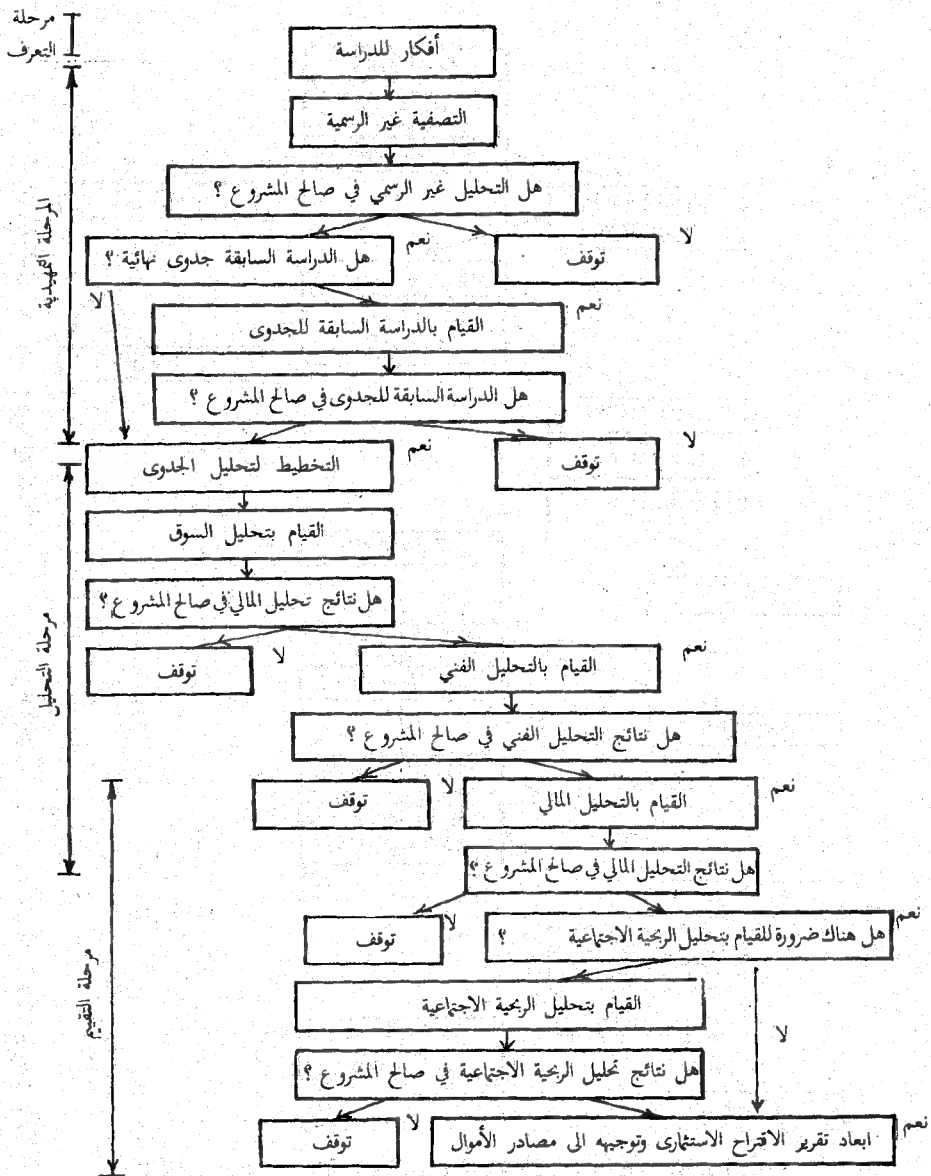 مرحلة
التعرف
أفكار للدراسة
التصفية غير الرسمية
هل التحليل غير الرسمي في صالح المشروع ؟
المرحلة التمهيدية
نعم
لا
هل الدراسة السابقة جدوى نهائية ؟
توقف
لا
نعم
القيام بالدراسة السابقة للجدوى
هل الدراسة السابقة للجدوى في صالح المشروع ؟
نعم
لا
التخطيط لتحليل الجدوى
توقف
القيام بتحليل السوق
هل نتائج تحليل المالي في صالح المشروع ؟
مرحلة التحليل
نعم
لا
القيام بالتحليل الفني
توقف
هل نتائج التحليل الفني في صالح المشروع ؟
نعم
لا
القيام بالتحليل المالي
توقف
هل نتائج التحليل المالي في صالح المشروع ؟
نعم
لا
هل هناك ضرورة للقيام بتحليل الربحية الاجتماعية ؟
توقف
مرحلة التقييم
القيام بتحليل الربحية الاجتماعية
لا
هل نتائج تحليل الربحية الاجتماعية في صالح المشروع ؟
نعم
لا
ابعاد تقرير الاقتراح الاستثمارى وتوجيهه الى مصادر الأموال
توقف